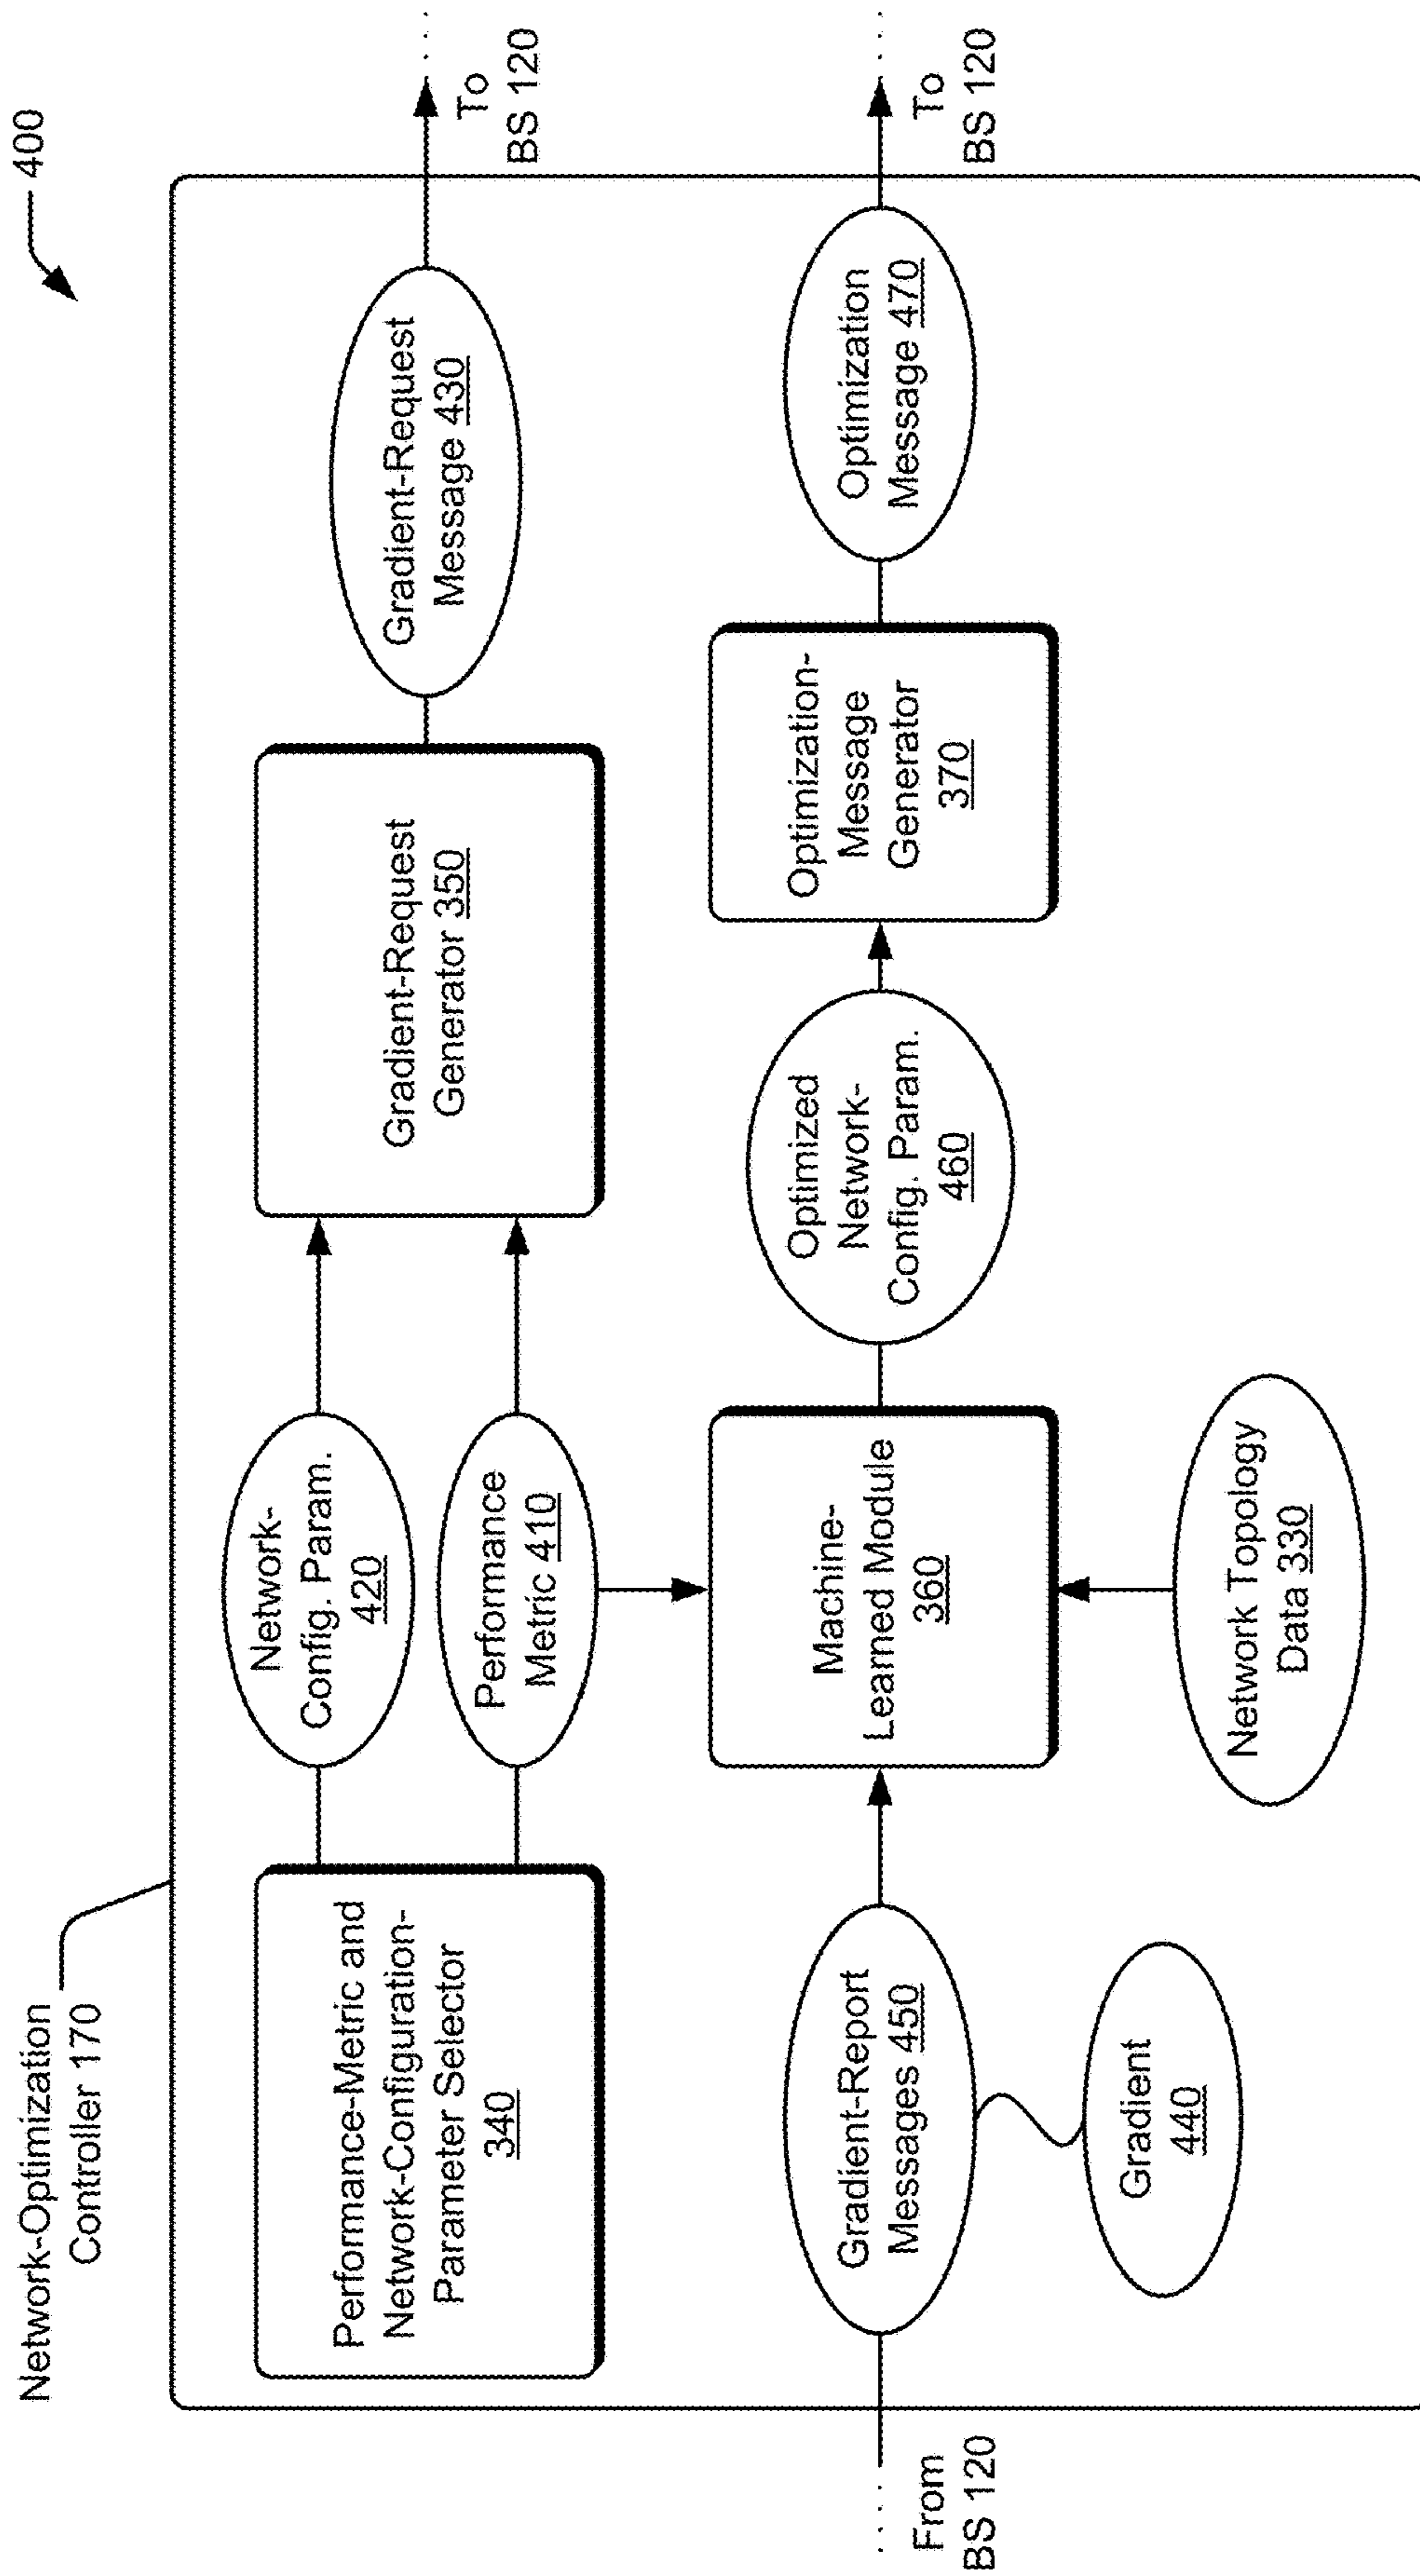 400
Network-Optimization
Controller 170
Performance-Metric and
Network-Configuration-
Parameter Selector
340
Network-
Config. Param.
420
Performance
Metric 410
Gradient-Request
Generator 350
Gradient-Request
Message 430
To
BS 120
From
BS 120
Gradient-Report
Messages 450
Gradient
440
Machine-
Learned Module
360
Network Topology
Data 330
Optimized
Network-
Config. Param.
460
Optimization-
Message
Generator
370
Optimization
Message 470
To
BS 120